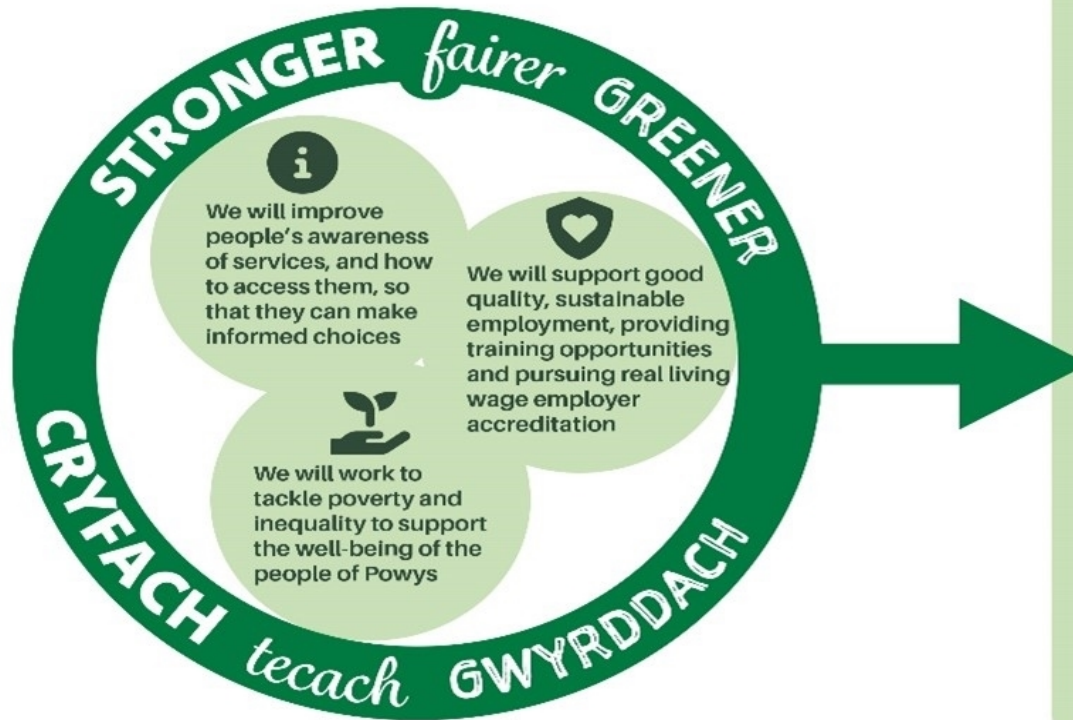 STRONGER fairer GREENER
We will improve
people's awareness
of services, and how
to access them, so
that they can make
informed choices
We will support good
quality, sustainable
employment, providing
training opportunities
and pursuing real living
wage employer
accreditation
We will work to
tackle poverty and
inequality to support
the well-being of the
people of Powys
CRYFACH tecach GWYRDDACH